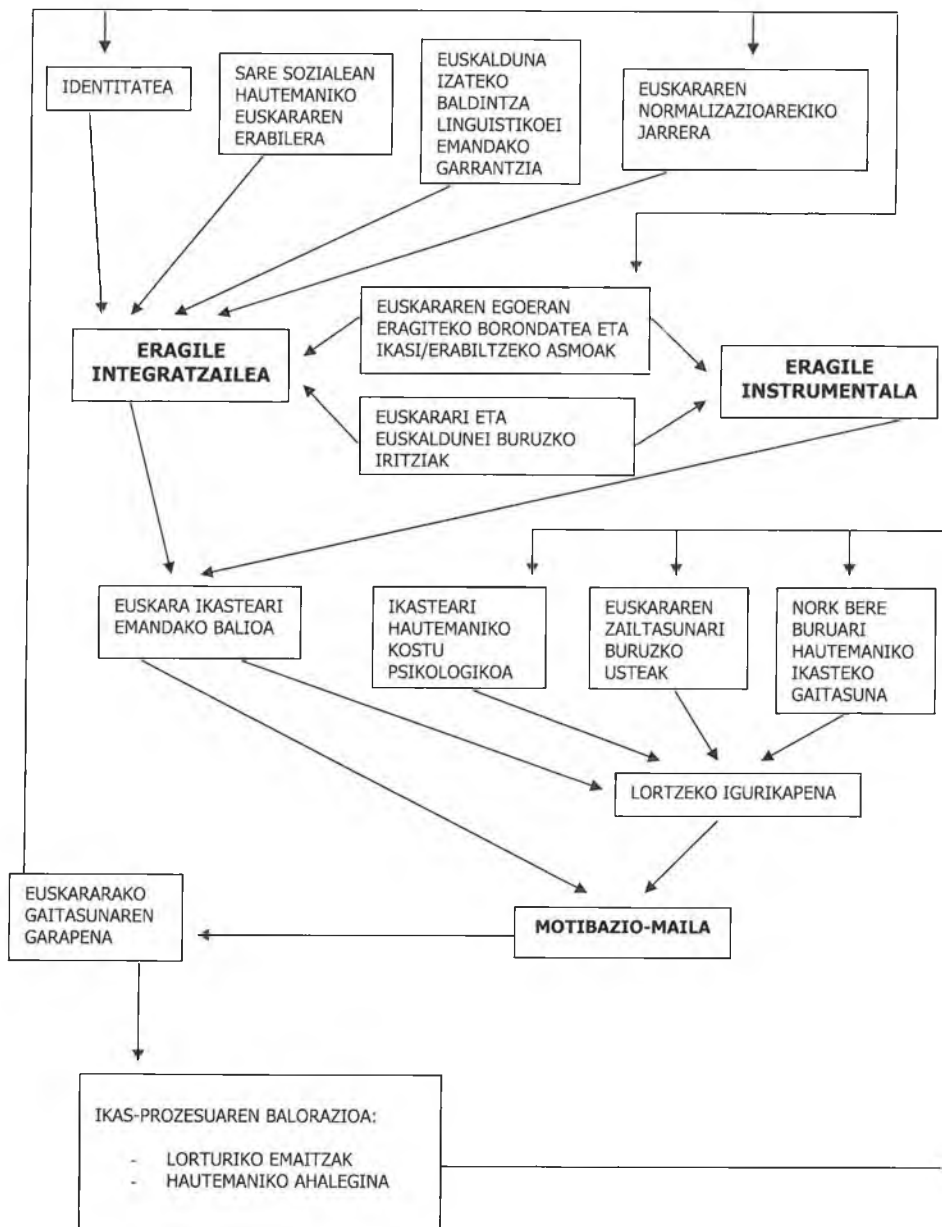 IDENTITATEA
SARE SOZIALEAN
HAUTEMANIKO
EUSKARAREN
ERABILERA
EUSKALDUNA
IZATEKO
BALDINTZA
LINGUISTIKOEI
EMANDAKO
GARRANTZIA
EUSKARAREN
NORMALIZAZIOAREKIKO
JARRERA
EUSKARAREN EGOERAN
ERAGITEKO BORONDATEA ETA
IKASI/ERABILTZEKO ASMOAK
ERAGILE
INTEGRATZAILEA
ERAGILE
INSTRUMENTALA
EUSKARARI ETA
EUSKALDUNEI BURUZKO
IRITZIAK
EUSKARA IKASTEARI
EMANDAKO BALIOA
IKASTEARI
HAUTEMANIKO
KOSTU
PSIKOLOGIKOA
EUSKARAREN
ZAILTASUNARI
BURUZKO
USTEAK
NORK BERE
BURUARI
HAUTEMANIKO
IKASTEKO
GAITASUNA
LORTZEKO IGURIKAPENA
EUSKARARAKO
GAITASUNAREN
GARAPENA
MOTIBAZIO-MAILA
IKAS-PROZESUAREN BALORAZIOA:
- LORTURIKO EMAITZAK
- HAUTEMANIKO AHALEGINA